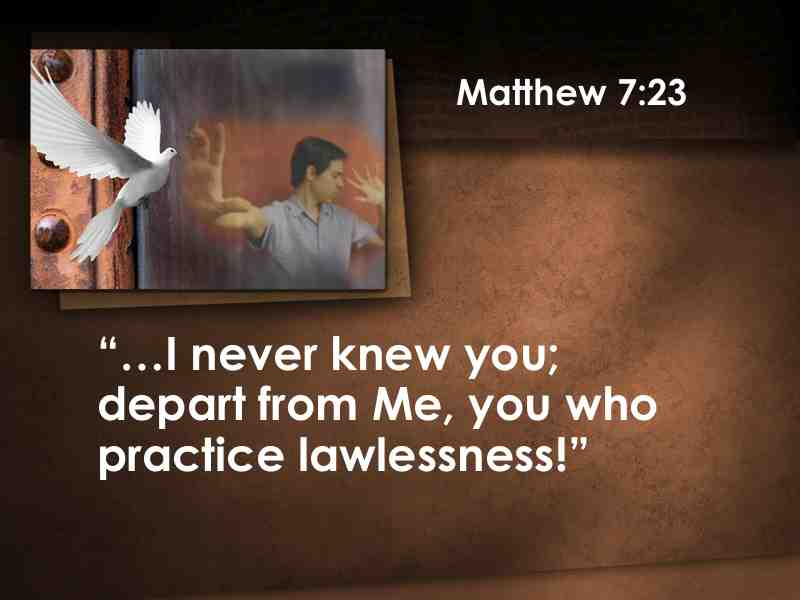 Matthew 7:23
“…I never knew you;
depart from Me, you who
practice lawlessness!”